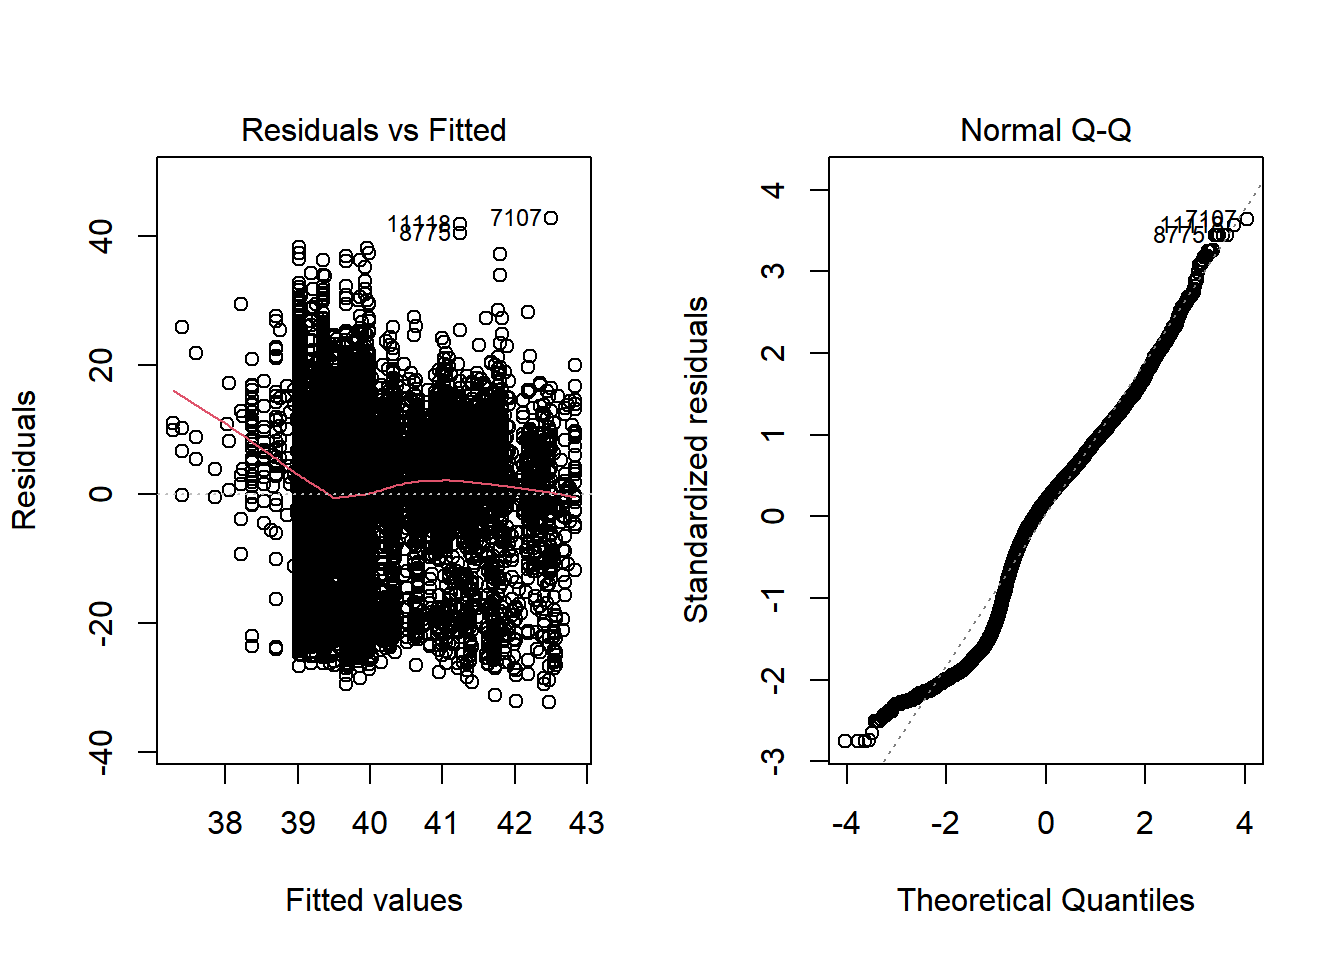 Residuals vs Fitted
Residuals
40
20
0
-20
-40
11118
7107
8775
38 39 40 41 42 43
Fitted values
Normal Q-Q
Standardized residuals
4
3
2
1
0
-1
-2
-3
7107
11118
8775
-4 -2 0 2 4
Theoretical Quantiles